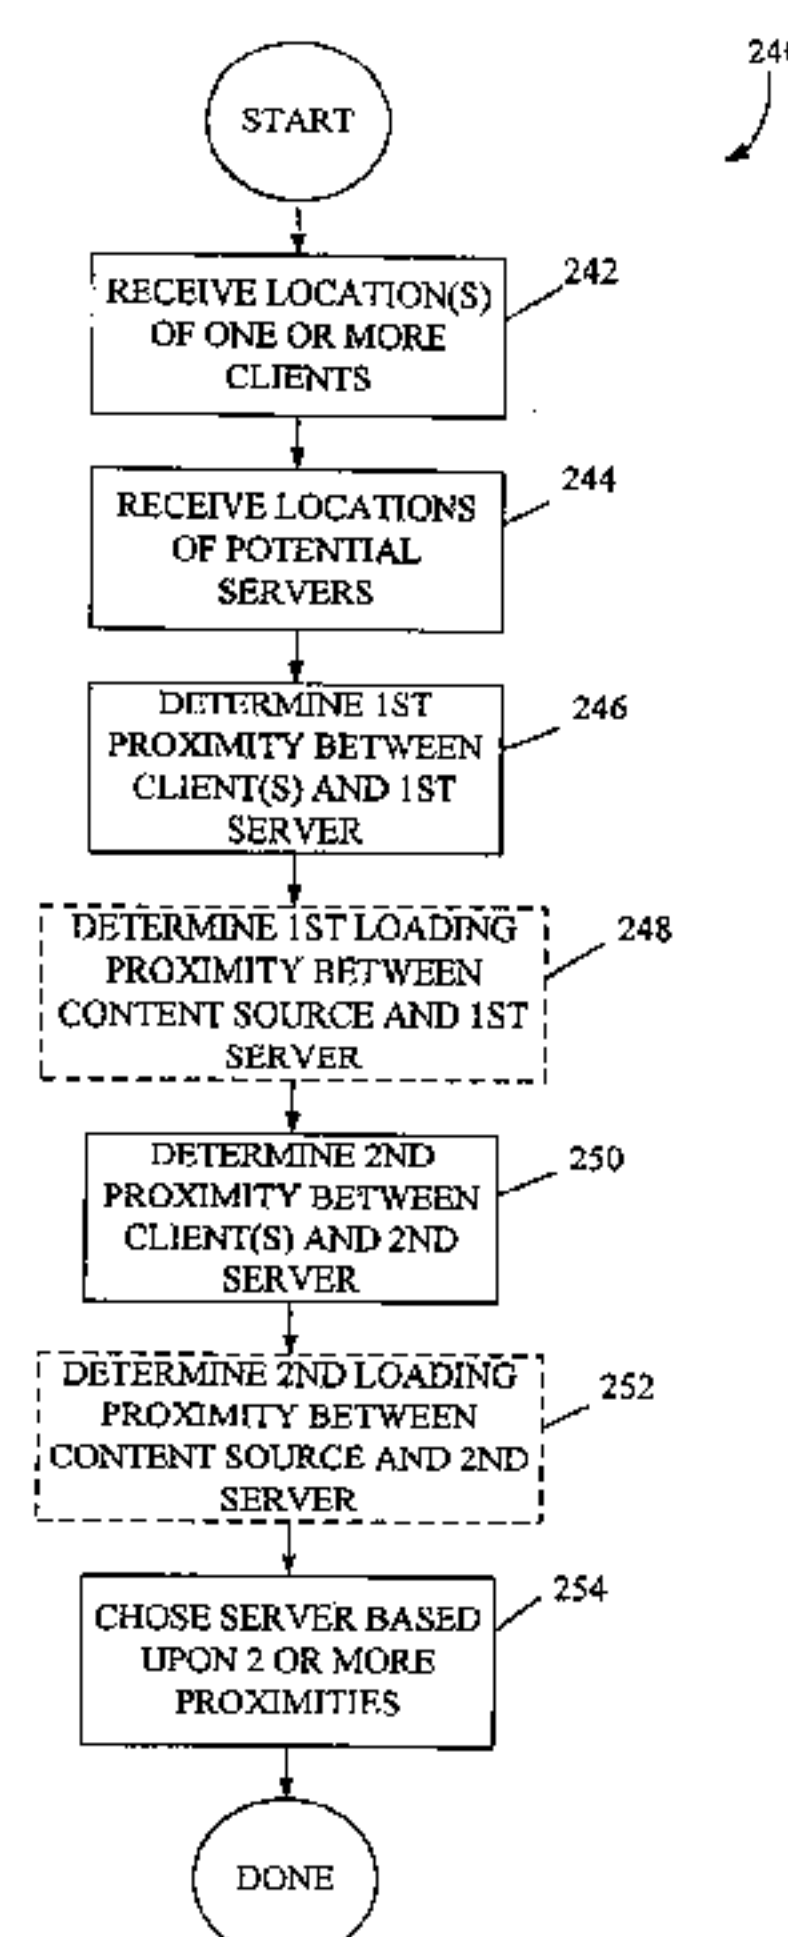 START
RECEIVE LOCATION(S)
OF ONE OR MORE
CLIENTS
242
RECEIVE LOCATIONS
OF POTENTIAL
SERVERS
244
DETERMINE 1ST
PROXIMITY BETWEEN
CLIENT(S) AND 1ST
SERVER
246
DETERMINE 1ST LOADING
PROXIMITY BETWEEN
CONTENT SOURCE AND 1ST
SERVER
248
DETERMINE 2ND
PROXIMITY BETWEEN
CLIENT(S) AND 2ND
SERVER
250
DETERMINE 2ND LOADING
PROXIMITY BETWEEN
CONTENT SOURCE AND 2ND
SERVER
252
CHOSE SERVER BASED
UPON 2 OR MORE
PROXIMITIES
254
DONE